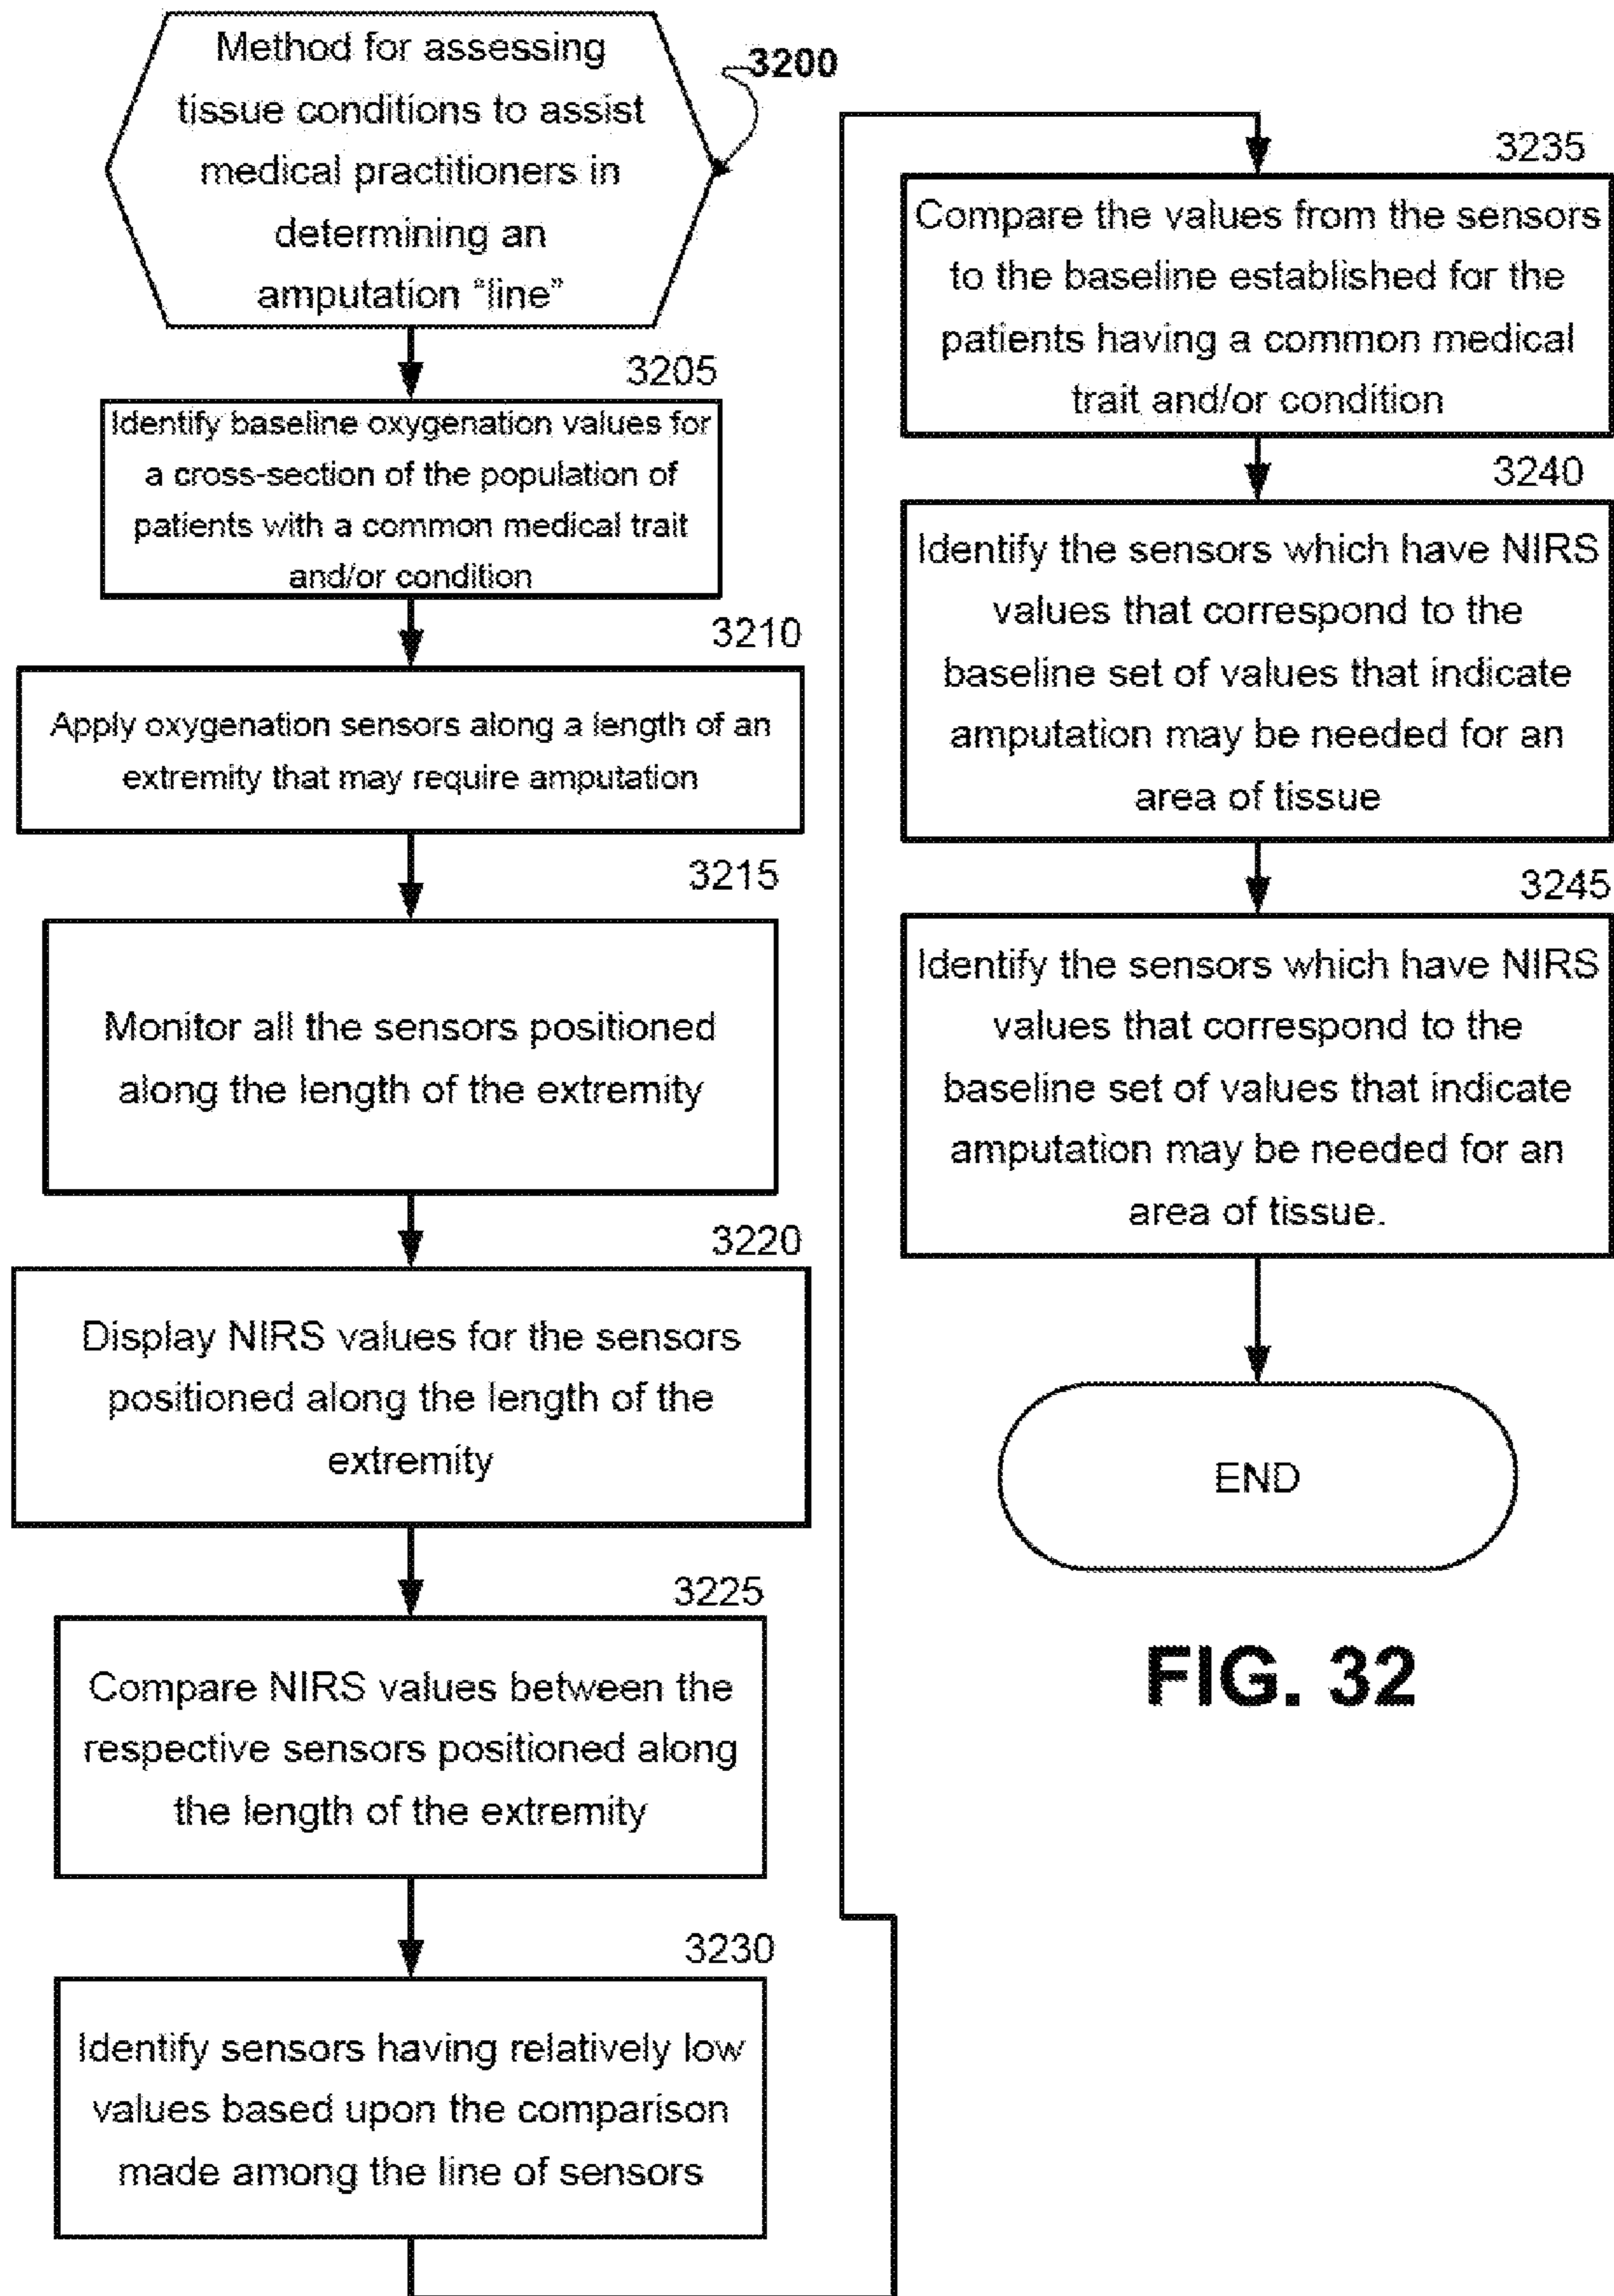 Method for assessing
tissue conditions to assist
medical practitioners in
determining an
amputation "line"
3200
3205
Identify baseline oxygenation values for
a cross-section of the population of
patients with a common medical trait
and/or condition
3210
Apply oxygenation sensors along a length of an
extremity that may require amputation
3215
Monitor all the sensors positioned
along the length of the extremity
3220
Display NIRS values for the sensors
positioned along the length of the
extremity
3225
Compare NIRS values between the
respective sensors positioned along
the length of the extremity
3230
Identify sensors having relatively low
values based upon the comparison
made among the line of sensors
3235
Compare the values from the sensors
to the baseline established for the
patients having a common medical
trait and/or condition
3240
Identify the sensors which have NIRS
values that correspond to the
baseline set of values that indicate
amputation may be needed for an
area of tissue
3245
Identify the sensors which have NIRS
values that correspond to the
baseline set of values that indicate
amputation may be needed for an
area of tissue.
END
FIG. 32